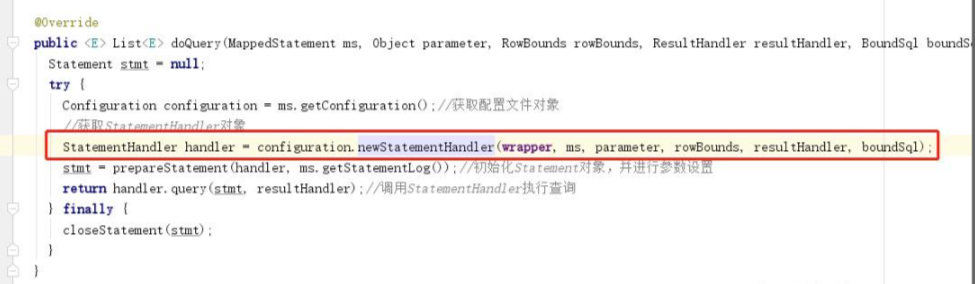 @Override
public <E> List<E> doQuery(MappedStatement ms, Object parameter, RowBounds rowBounds, ResultHandler resultHandler, BoundSql
Statement stmt = null;
try {
Configuration configuration = ms.getConfiguration();//获取配置文件对象
//获取StatementHandler对象
StatementHandler handler = configuration.newStatementHandler(wrapper, ms, parameter, rowBounds, resultHandler, boundSql);
stmt = prepareStatement(handler, ms.getStatementLog());//初始化Statement对象，并进行参数设置
return handler.query(stmt, resultHandler);//调用StatementHandler执行查询
} finally {
closeStatement(stmt);
}
}